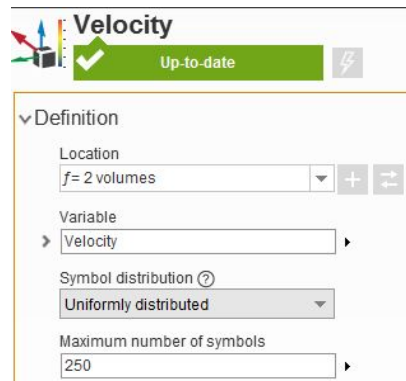 Velocity
Up-to-date
Definition
Location
ƒ= 2 volumes
Variable
Velocity
Symbol distribution ?
Uniformly distributed
Maximum number of symbols
250